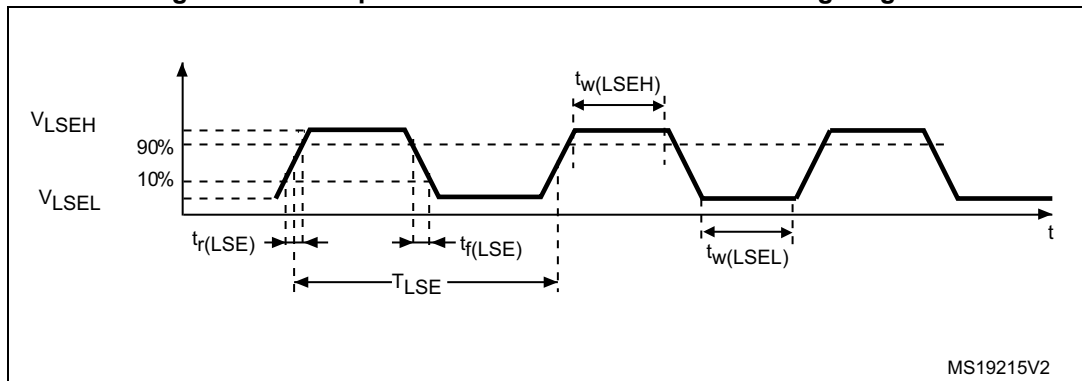 tw(LSEH)
VLSEH
90%
10%
VLSEL
tr(LSE)
tf(LSE)
tw(LSEL)
t
TLSE
MS19215V2